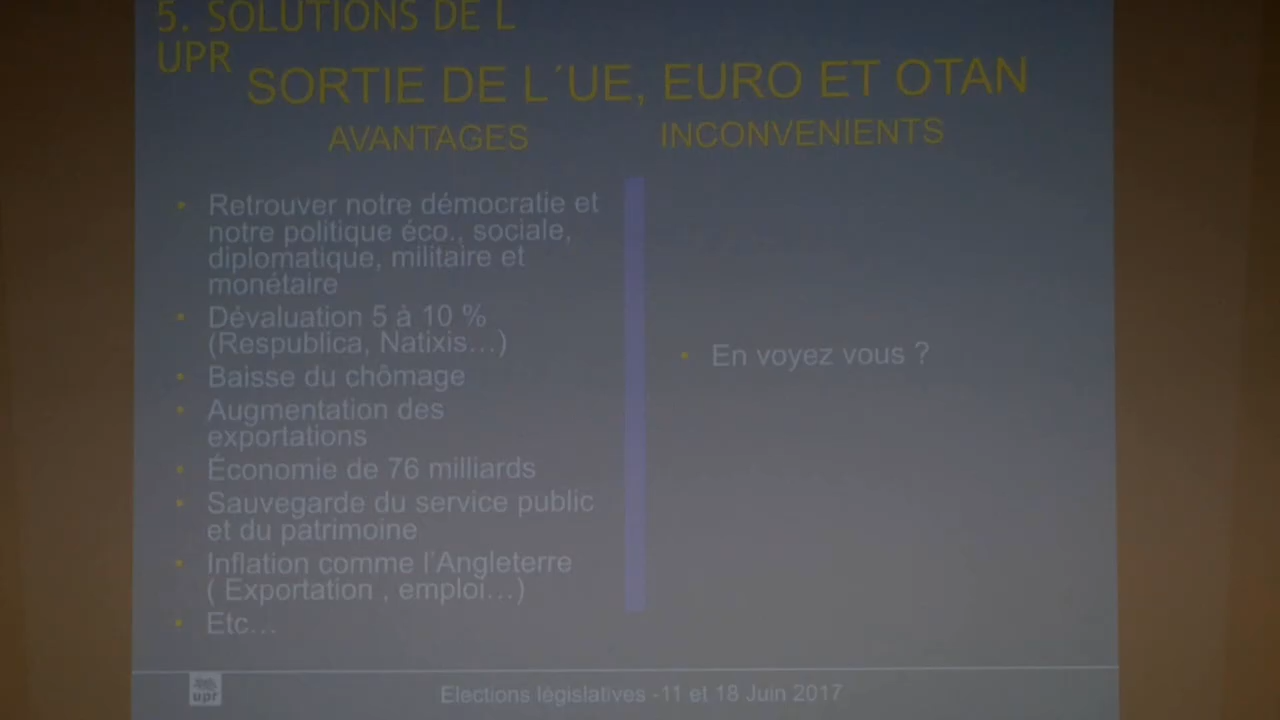 5. SOLUTIONS DE L
UPR
SORTIE DE L´UE, EURO ET OTAN
AVANTAGES
• Retrouver notre démocratie et
notre politique éco., sociale,
diplomatique, militaire et
monétaire
• Dévaluation 5 à 10 %
(Respublica, Natixis…)
• Baisse du chômage
• Augmentation des
exportations
• Économie de 76 milliards
• Sauvegarde du service public
et du patrimoine
• Inflation comme l’Angleterre
( Exportation , emploi…)
• Etc…
INCONVENIENTS
• En voyez vous ?
upr
Elections législatives -11 et 18 Juin 2017